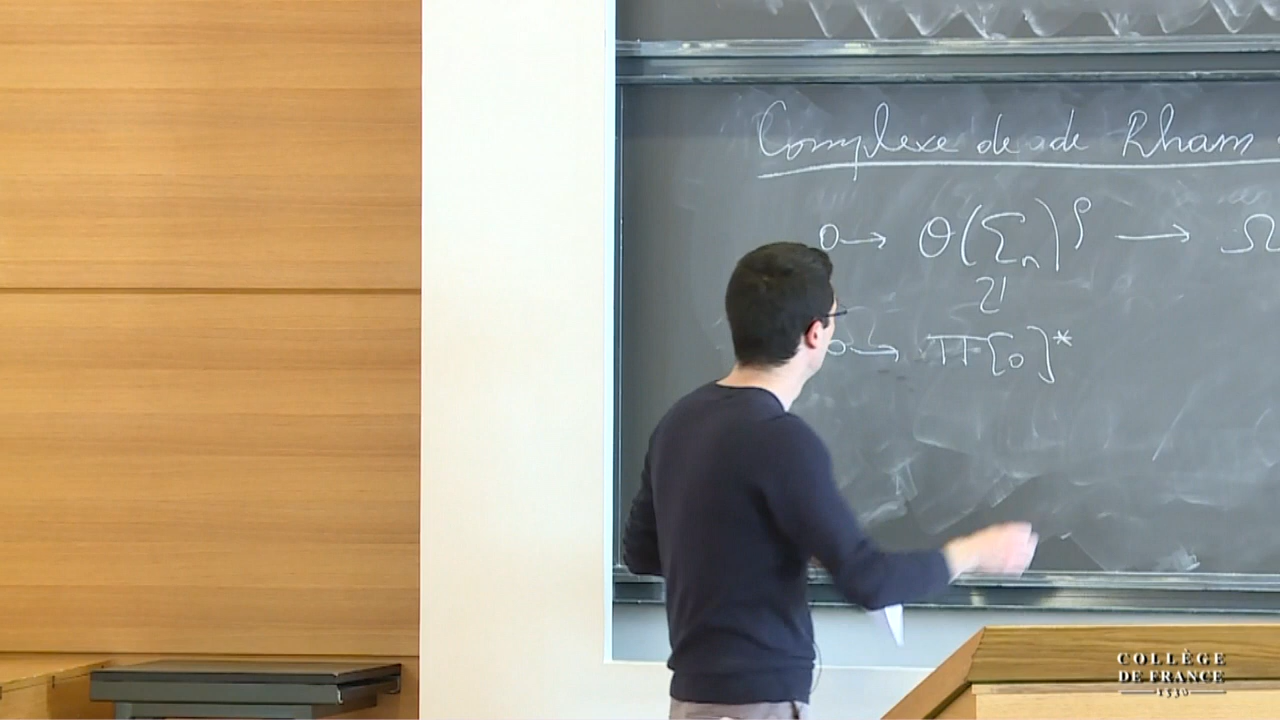 Complexe de de Rham
0 → O(Σₙ)^ρ → Ω
≀|
0 → Π[0]*
COLLÈGE
DE FRANCE
1530